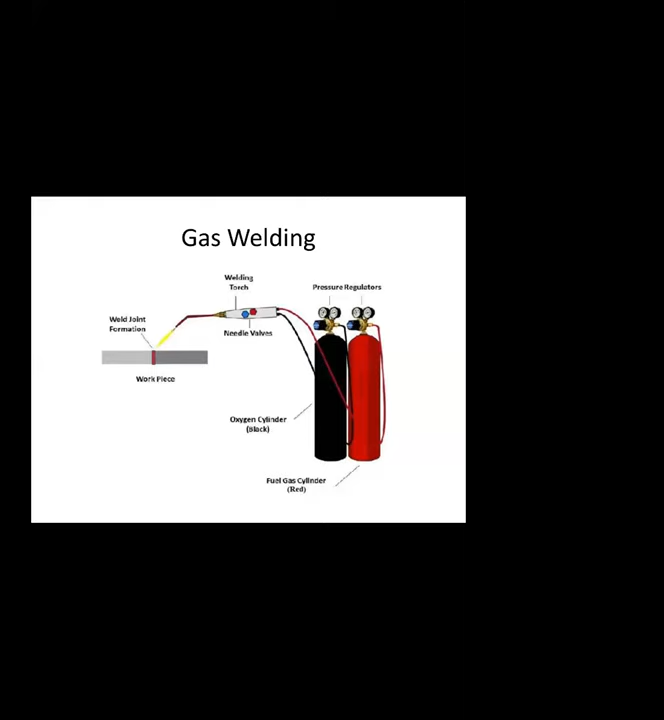 Gas Welding
Welding
Torch
Pressure Regulators
Weld Joint
Formation
Needle Valves
Work Piece
Oxygen Cylinder
(Black)
Fuel Gas Cylinder
(Red)